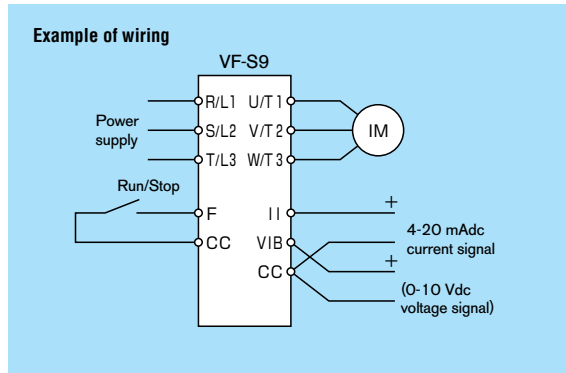 Example of wiring
VF-S9
R/L1 U/T1
Power
supply
S/L2 V/T2
IM
T/L3 W/T3
Run/Stop
F II
+
CC VIB
4-20 mAdc
current signal
+
CC
(0-10 Vdc
voltage signal)